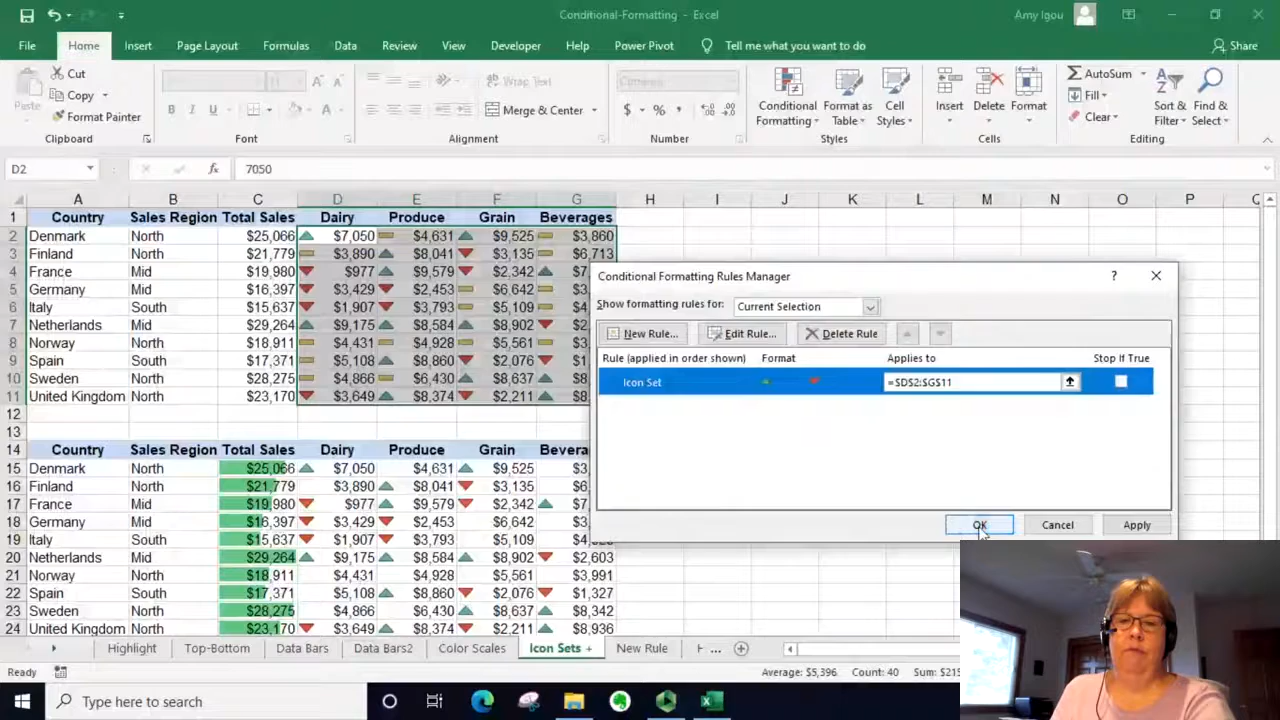 Conditional-Formatting - Excel
Amy Igou
File Home Insert Page Layout Formulas Data Review View Developer Help Power Pivot Tell me what you want to do Share
Paste Cut Copy Format Painter
Clipboard
11
Font
Wrap Text
Merge & Center
Alignment
$ % ,
Number
Conditional Formatting Format as Table Cell Styles
Styles
Insert Delete Format
Cells
AutoSum Fill Clear Sort & Filter Find & Select
Editing
D2 fx 7050
A B C D E F G H I J K L M N O P
1 Country Sales Region Total Sales Dairy Produce Grain Beverages
2 Denmark North $25,066 $7,050 $4,631 $9,525 $3,860
3 Finland North $21,779 $3,890 $8,041 $3,135 $6,713
4 France Mid $19,980 $977 $9,579 $2,342 $7
5 Germany Mid $16,397 $3,429 $2,453 $6,642 $3
6 Italy South $15,637 $1,907 $3,793 $5,109 $4
7 Netherlands Mid $29,264 $9,175 $8,584 $8,902 $2
8 Norway North $18,911 $4,431 $4,928 $5,561 $3
9 Spain South $17,371 $5,108 $8,860 $2,076 $1
10 Sweden North $28,275 $4,866 $6,430 $8,637 $8
11 United Kingdom North $23,170 $3,649 $8,374 $2,211 $8
12
13
14 Country Sales Region Total Sales Dairy Produce Grain Bevera
15 Denmark North $25,066 $7,050 $4,631 $9,525 $3
16 Finland North $21,779 $3,890 $8,041 $3,135 $6
17 France Mid $19,980 $977 $9,579 $2,342 $7
18 Germany Mid $16,397 $3,429 $2,453 $6,642 $3
19 Italy South $15,637 $1,907 $3,793 $5,109
20 Netherlands Mid $29,264 $9,175 $8,584 $8,902 $2,603
21 Norway North $18,911 $4,431 $4,928 $5,561 $3,991
22 Spain South $17,371 $5,108 $8,860 $2,076 $1,327
23 Sweden North $28,275 $4,866 $6,430 $8,637 $8,342
24 United Kingdom North $23,170 $3,649 $8,374 $2,211 $8,936
Conditional Formatting Rules Manager ?
Show formatting rules for: Current Selection
New Rule... Edit Rule... Delete Rule
Rule (applied in order shown) Format Applies to Stop If True
Icon Set =$D$2:$G$11
OK Cancel Apply
Highlight Top-Bottom Data Bars Data Bars2 Color Scales Icon Sets + New Rule ...
Ready Average: $5,396 Count: 40 Sum: $215
Type here to search